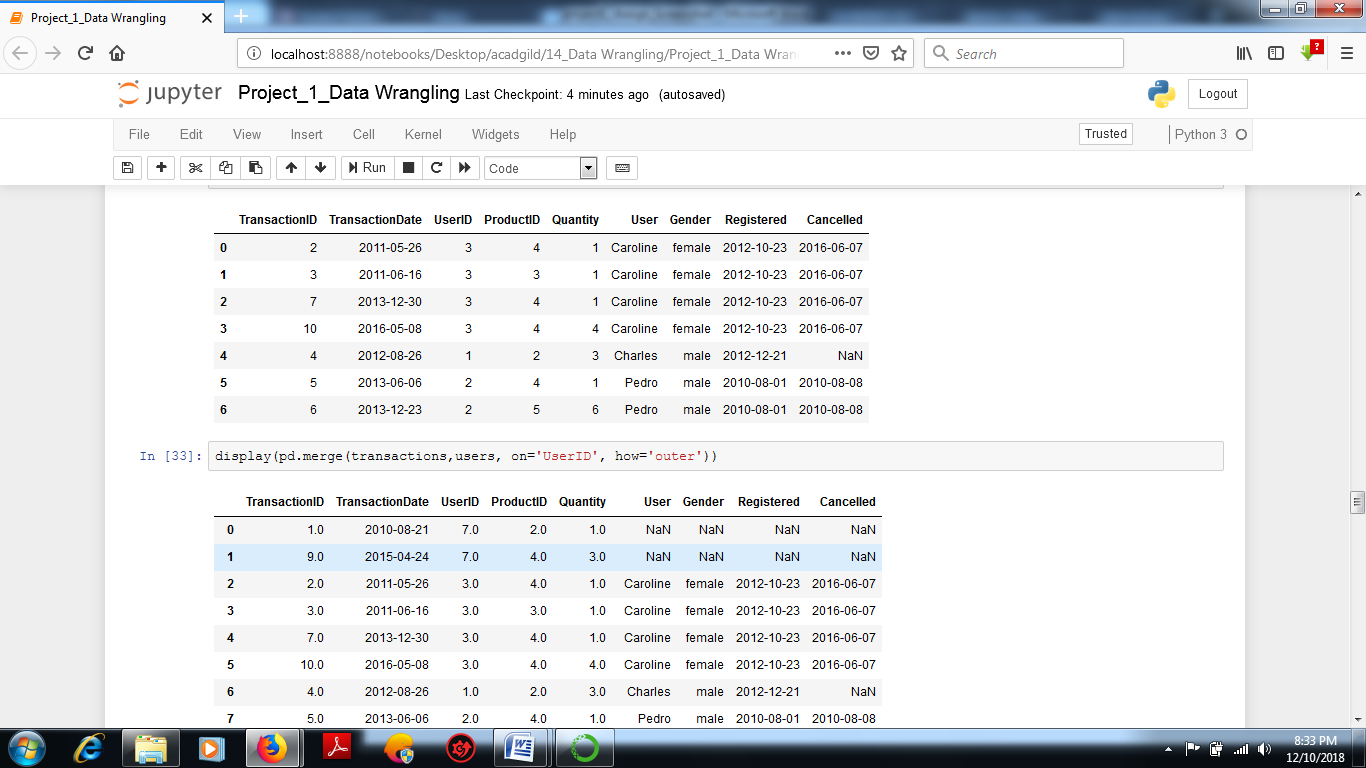 Project_1_Data Wrangling
localhost:8888/notebooks/Desktop/acadgild/14_Data Wrangling/Project_1_Data Wran
Search
jupyter Project_1_Data Wrangling Last Checkpoint: 4 minutes ago (autosaved)
Logout
File Edit View Insert Cell Kernel Widgets Help
Trusted
Python 3
Run
Code
TransactionID TransactionDate UserID ProductID Quantity User Gender Registered Cancelled
0 2 2011-05-26 3 4 1 Caroline female 2012-10-23 2016-06-07
1 3 2011-06-16 3 3 1 Caroline female 2012-10-23 2016-06-07
2 7 2013-12-30 3 4 1 Caroline female 2012-10-23 2016-06-07
3 10 2016-05-08 3 4 4 Caroline female 2012-10-23 2016-06-07
4 4 2012-08-26 1 2 3 Charles male 2012-12-21 NaN
5 5 2013-06-06 2 4 1 Pedro male 2010-08-01 2010-08-08
6 6 2013-12-23 2 5 6 Pedro male 2010-08-01 2010-08-08
In [33]: display(pd.merge(transactions,users, on='UserID', how='outer'))
TransactionID TransactionDate UserID ProductID Quantity User Gender Registered Cancelled
0 1.0 2010-08-21 7.0 2.0 1.0 NaN NaN NaN NaN
1 9.0 2015-04-24 7.0 4.0 3.0 NaN NaN NaN NaN
2 2.0 2011-05-26 3.0 4.0 1.0 Caroline female 2012-10-23 2016-06-07
3 3.0 2011-06-16 3.0 3.0 1.0 Caroline female 2012-10-23 2016-06-07
4 7.0 2013-12-30 3.0 4.0 1.0 Caroline female 2012-10-23 2016-06-07
5 10.0 2016-05-08 3.0 4.0 4.0 Caroline female 2012-10-23 2016-06-07
6 4.0 2012-08-26 1.0 2.0 3.0 Charles male 2012-12-21 NaN
7 5.0 2013-06-06 2.0 4.0 1.0 Pedro male 2010-08-01 2010-08-08
8:33 PM
12/10/2018